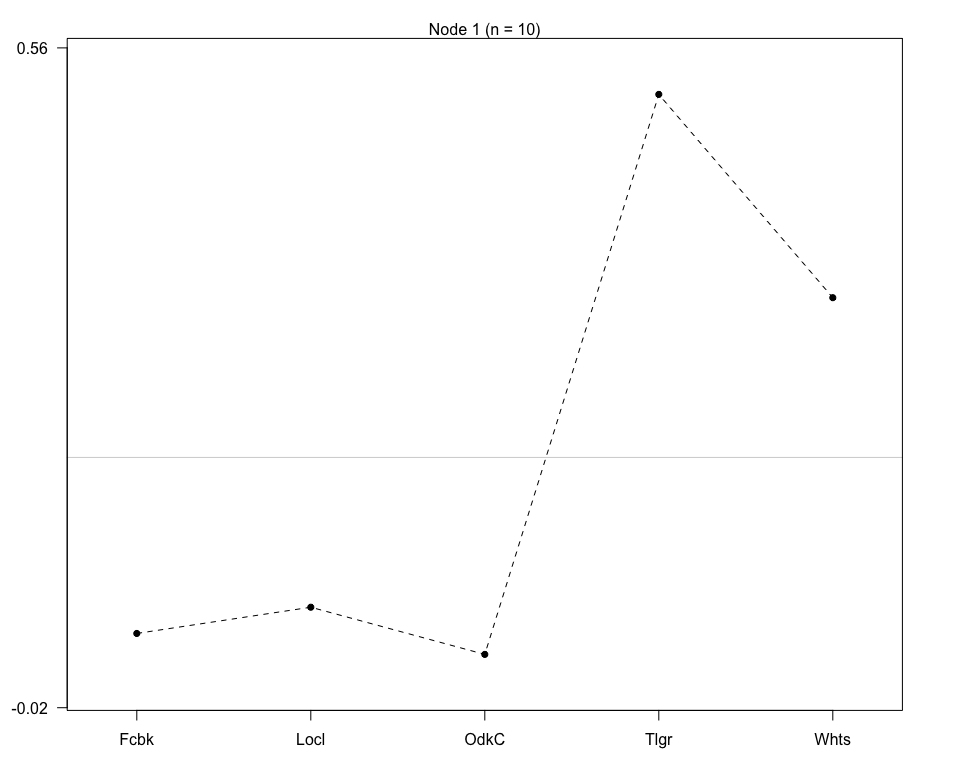 Node 1 (n = 10)
0.56
-0.02
Fcbk Locl OdkC Tlgr Whts